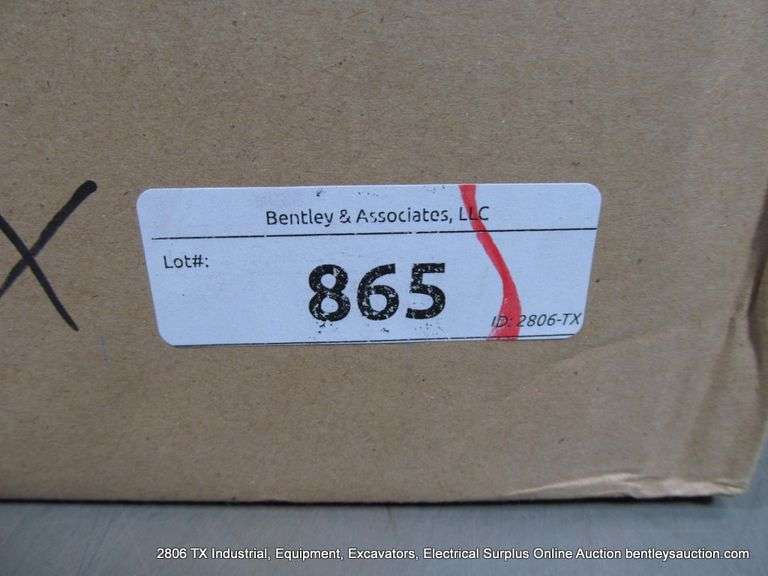 X
Bentley & Associates, LLC
Lot#:
865
ID: 2806-TX
2806 TX Industrial, Equipment, Excavators, Electrical Surplus Online Auction bentleysauction.com